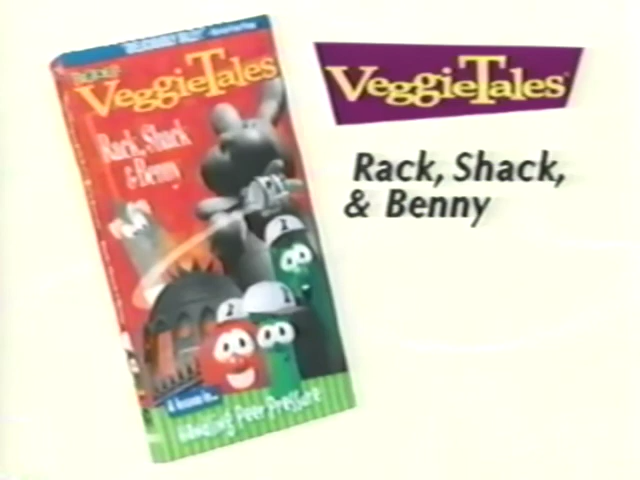 VeggieTales
Rack, Shack
& Benny
A lesson in...
Handling Peer Pressure
VeggieTales
Rack, Shack,
& Benny